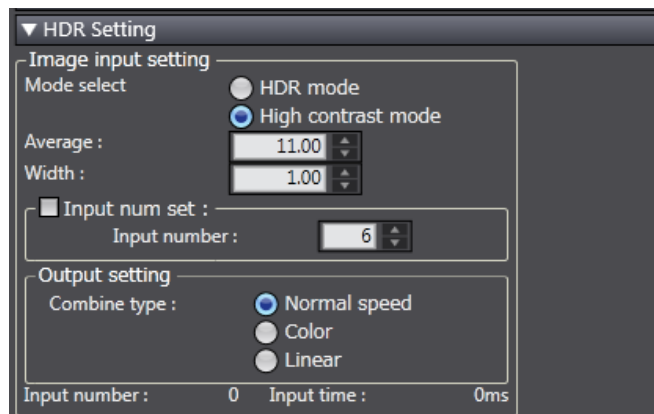 ▼ HDR Setting
Image input setting
Mode select HDR mode
High contrast mode
Average : 11.00
Width : 1.00
Input num set :
Input number : 6
Output setting
Combine type : Normal speed
Color
Linear
Input number : 0 Input time : 0ms